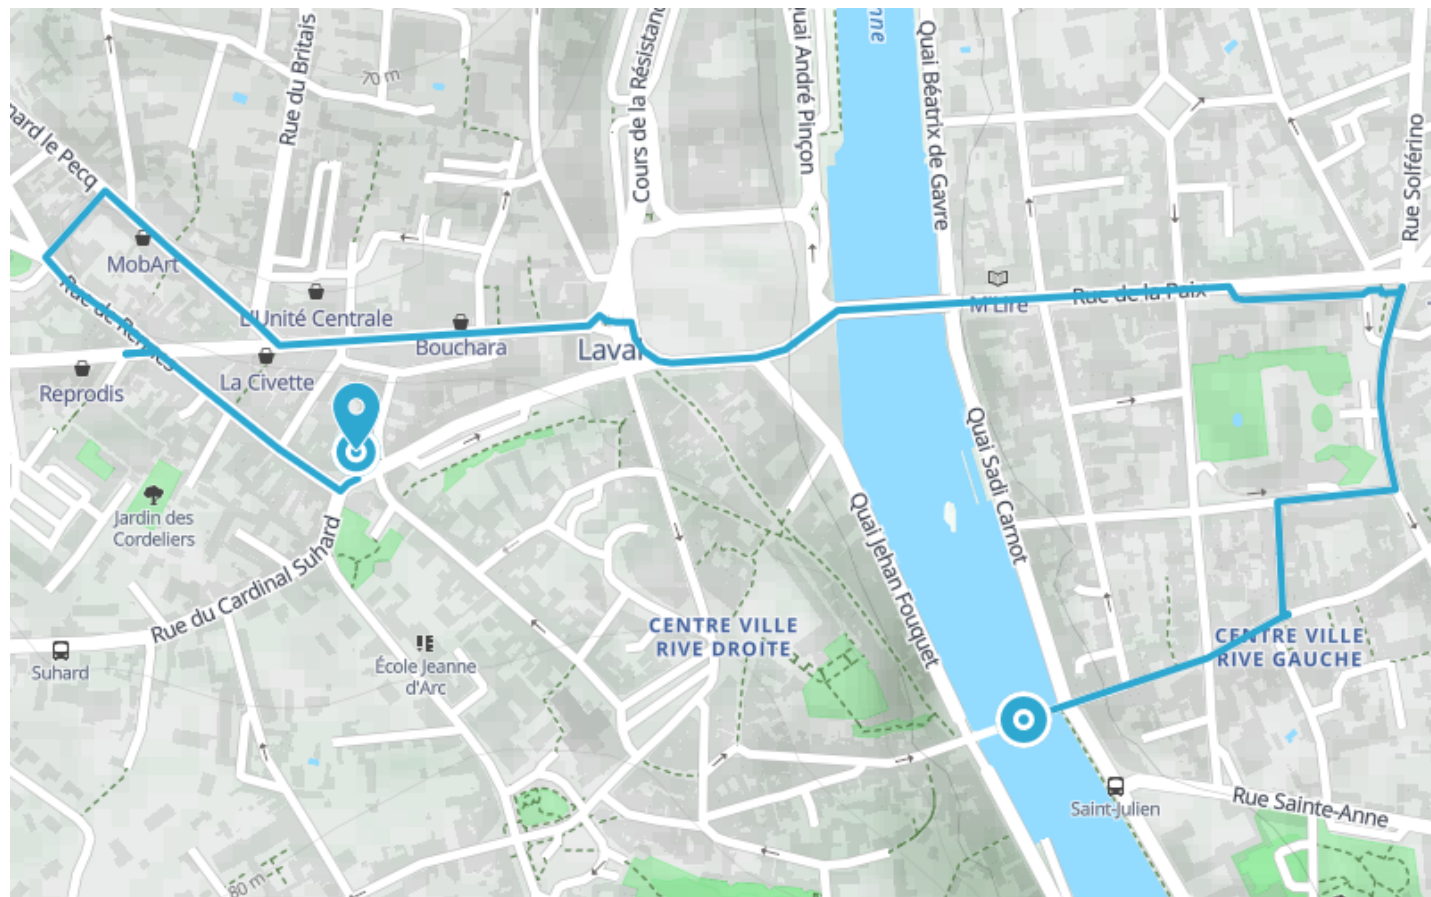 Rue du Britais
70 m
Cours de la Résistanc
Quai André Pinçon
nne
Quai Béatrix de Gavre
Rue Solférino
nard le Pecq
MobArt
Rue de Rennes
L'Unité Centrale
Bouchara
Laval
M'Lire
Rue de la Paix
Reprodis
La Civette
Jardin des
Cordeliers
Rue du Cardinal Suhard
Quai Sadi Carnot
Quai Jehan Fouquet
CENTRE VILLE
RIVE DROITE
CENTRE VILLE
RIVE GAUCHE
Suhard
École Jeanne
d'Arc
Saint-Julien
Rue Sainte-Anne
80 m